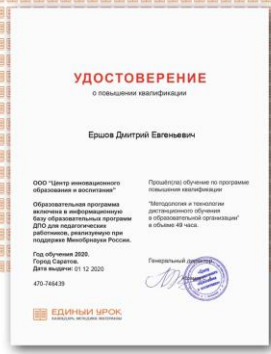 УДОСТОВЕРЕНИЕ
о повышении квалификации
Ершов Дмитрий Евгеньевич
ООО "Центр инновационного
образования и воспитания"
Образовательная программа
включена в информационную
базу образовательных программ
ДПО для педагогических
работников, реализуемую при
поддержке Минобрнауки России.
Год обучения 2020.
Город Саратов.
Дата выдачи: 01 12 2020
470-746439
Прошёл(ла) обучение по программе
повышения квалификации
"Методология и технологии
дистанционного обучения
в образовательной организации"
в объеме 49 часа.
Генеральный директор
ЕДИНЫЙ УРОК